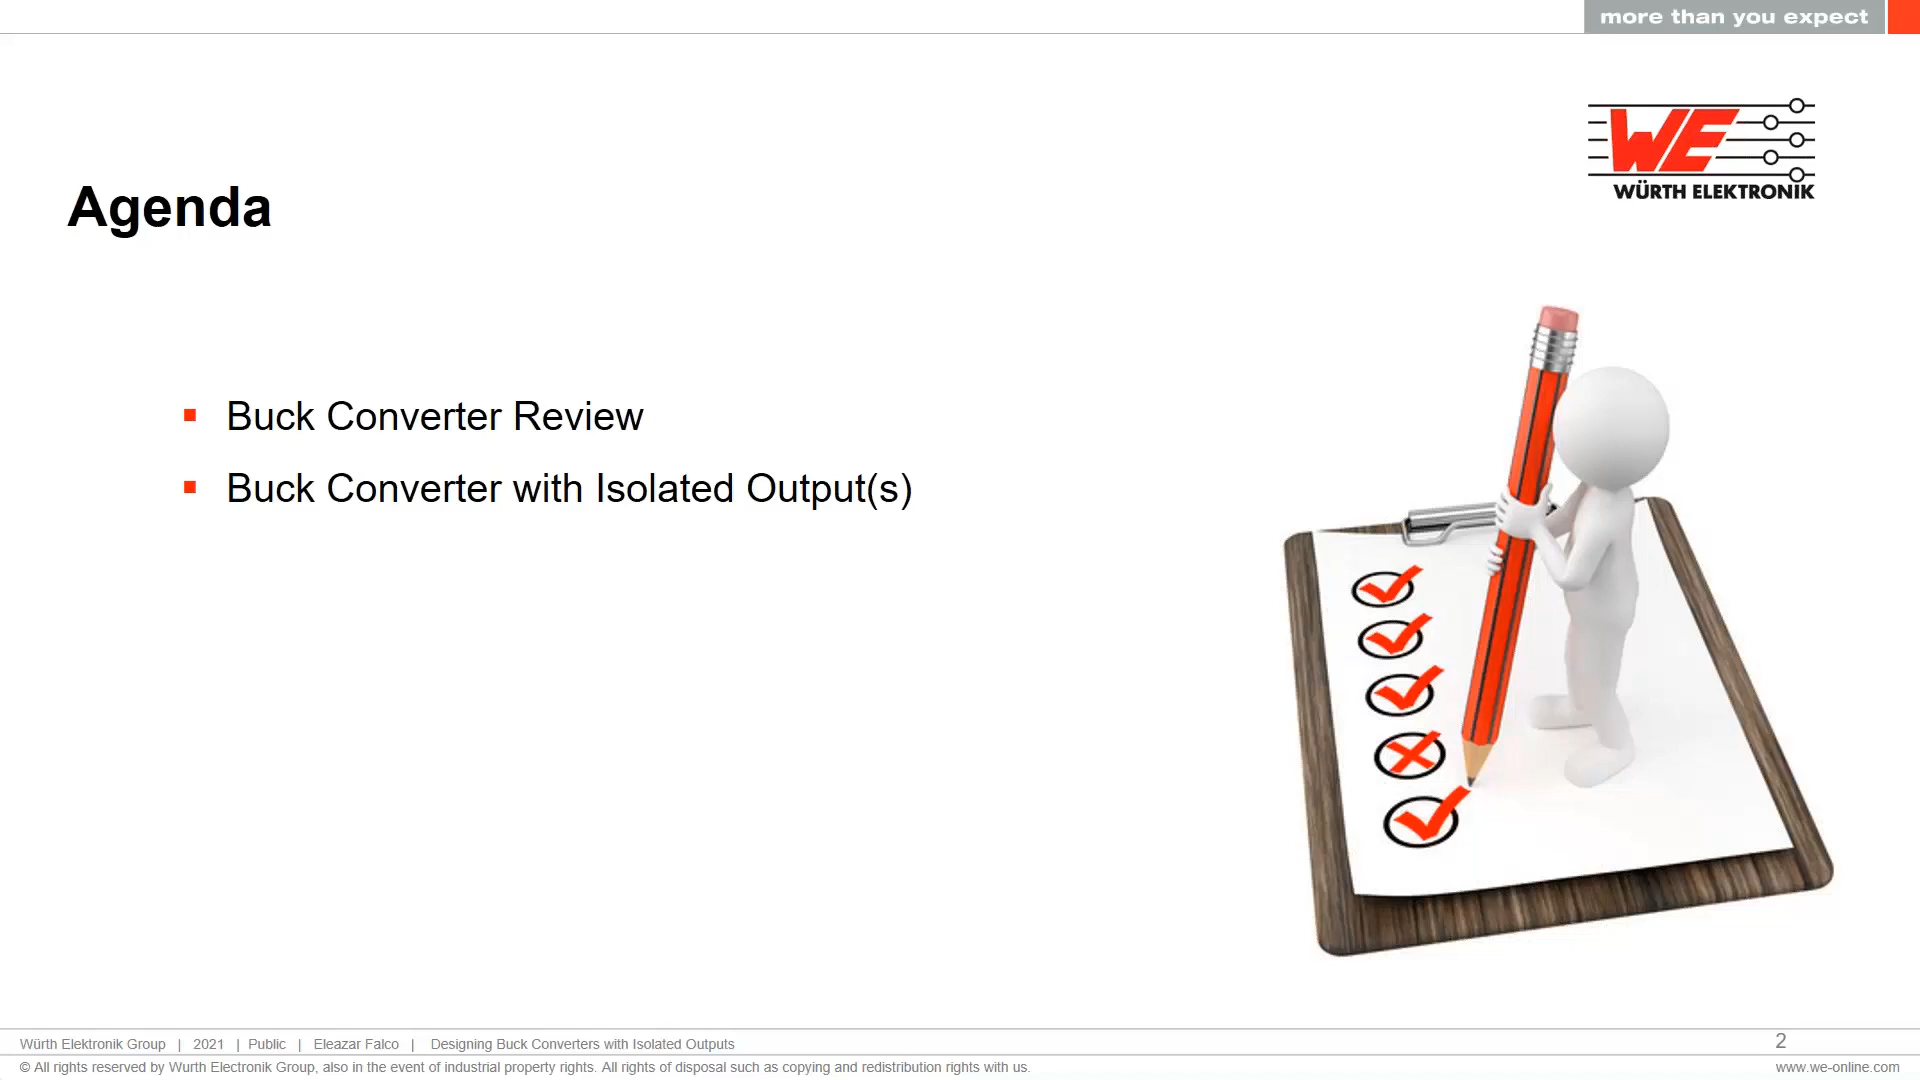 more than you expect
WE
WÜRTH ELEKTRONIK
Agenda
Buck Converter Review
Buck Converter with Isolated Output(s)
Würth Elektronik Group | 2021 | Public | Eleazar Falco | Designing Buck Converters with Isolated Outputs
2
© All rights reserved by Wurth Electronik Group, also in the event of industrial property rights. All rights of disposal such as copying and redistribution rights with us.
www.we-online.com